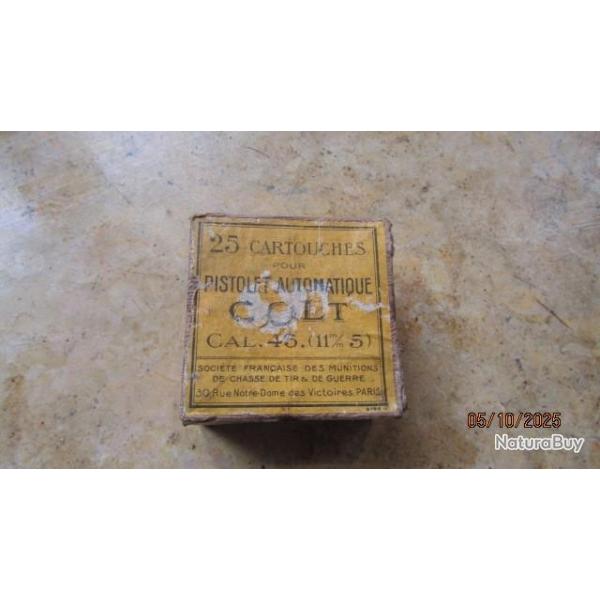 25 CARTOUCHES
POUR
PISTOLET AUTOMATIQUE
COLT
CAL. 45. (11m/m 5)
SOCIÉTÉ FRANÇAISE DES MUNITIONS
DE CHASSE DE TIR & DE GUERRE
30, Rue Notre-Dame des Victoires PARIS
05/10/2025
NaturaBuy